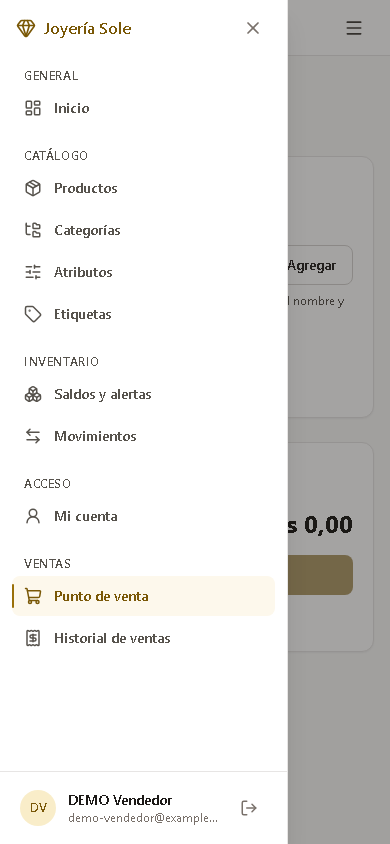 Joyería Sole
GENERAL
Inicio
CATÁLOGO
Productos
Categorías
Atributos
Etiquetas
Agregar
l nombre y
INVENTARIO
Saldos y alertas
Movimientos
ACCESO
Mi cuenta
s 0,00
VENTAS
Punto de venta
Historial de ventas
DV
DEMO Vendedor
demo-vendedor@example...